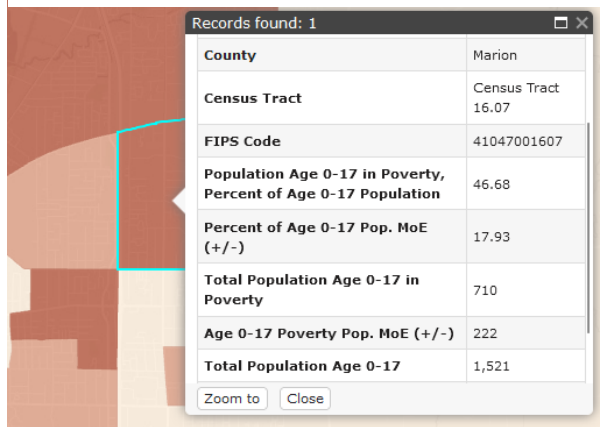 Records found: 1
County Marion
Census Tract Census Tract
16.07
FIPS Code 41047001607
Population Age 0-17 in Poverty,
Percent of Age 0-17 Population 46.68
Percent of Age 0-17 Pop. MoE
(+/-) 17.93
Total Population Age 0-17 in
Poverty 710
Age 0-17 Poverty Pop. MoE (+/-) 222
Total Population Age 0-17 1,521
Zoom to Close